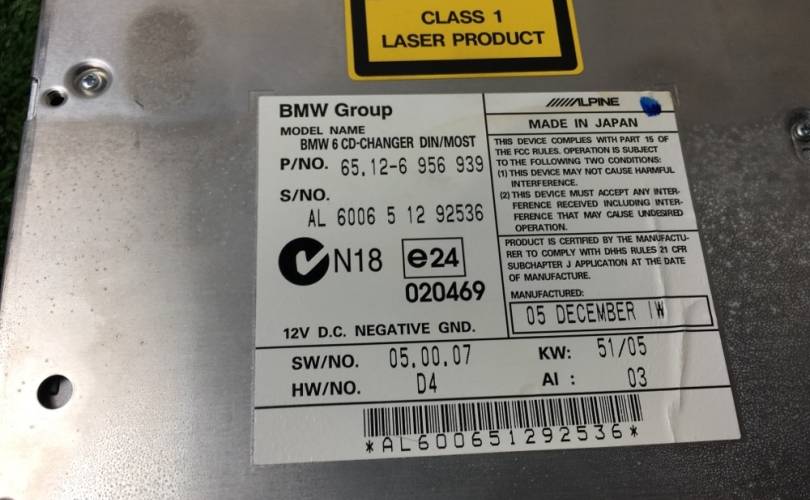 CLASS 1
LASER PRODUCT
BMW Group
MODEL NAME
BMW 6 CD-CHANGER DIN/MOST
P/NO. 65.12-6 956 939
S/NO.
AL 6006 5 12 92536
N18
e24
020469
12V D.C. NEGATIVE GND.
ALPINE
MADE IN JAPAN
THIS DEVICE COMPLIES WITH PART 15 OF
THE FCC RULES. OPERATION IS SUBJECT
TO THE FOLLOWING TWO CONDITIONS:
(1) THIS DEVICE MAY NOT CAUSE HARMFUL
INTERFERENCE.
(2) THIS DEVICE MUST ACCEPT ANY INTER-
FERENCE RECEIVED INCLUDING INTER-
FERENCE THAT MAY CAUSE UNDESIRED
OPERATION.
PRODUCT IS CERTIFIED BY THE MANUFACTU-
RER TO COMPLY WITH DHHS RULES 21 CFR
SUBCHAPTER J APPLICATION AT THE DATE
OF MANUFACTURE.
MANUFACTURED:
05 DECEMBER IW
SW/NO. 05.00.07 KW: 51/05
HW/NO. D4 AI : 03
*AL600651292536*